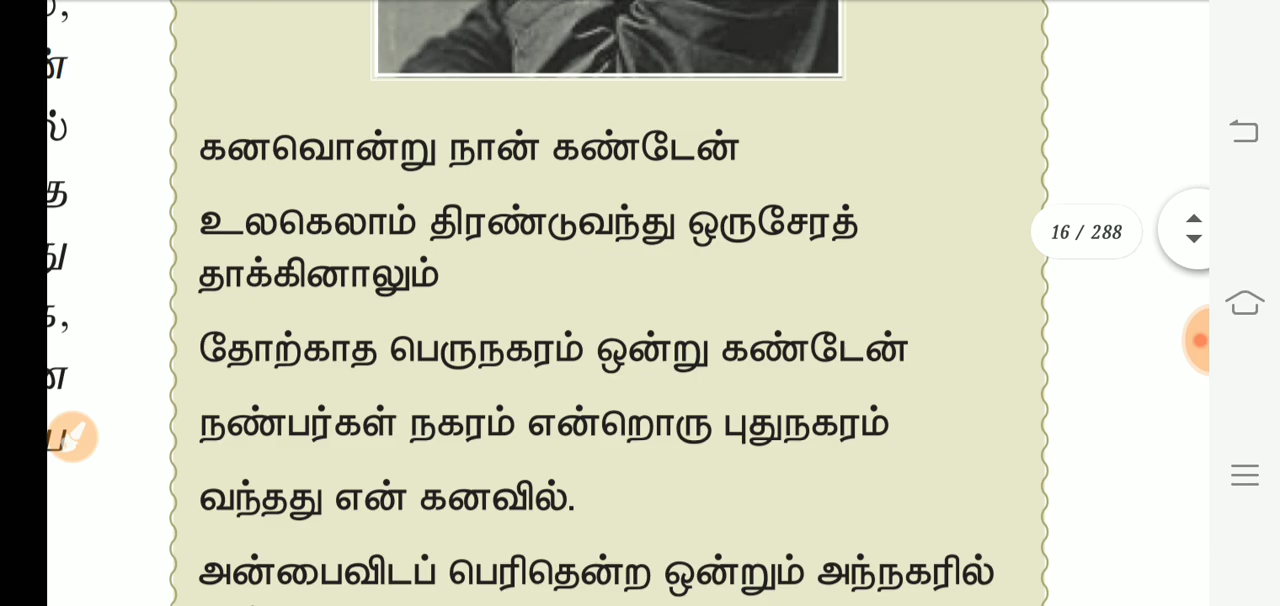 கனவொன்று நான் கண்டேன்
உலகெலாம் திரண்டுவந்து ஒருசேரத்
தாக்கினாலும்
தோற்காத பெருநகரம் ஒன்று கண்டேன்
நண்பர்கள் நகரம் என்றொரு புதுநகரம்
வந்தது என் கனவில்.
அன்பைவிடப் பெரிதென்ற ஒன்றும் அந்நகரில்
16 / 288